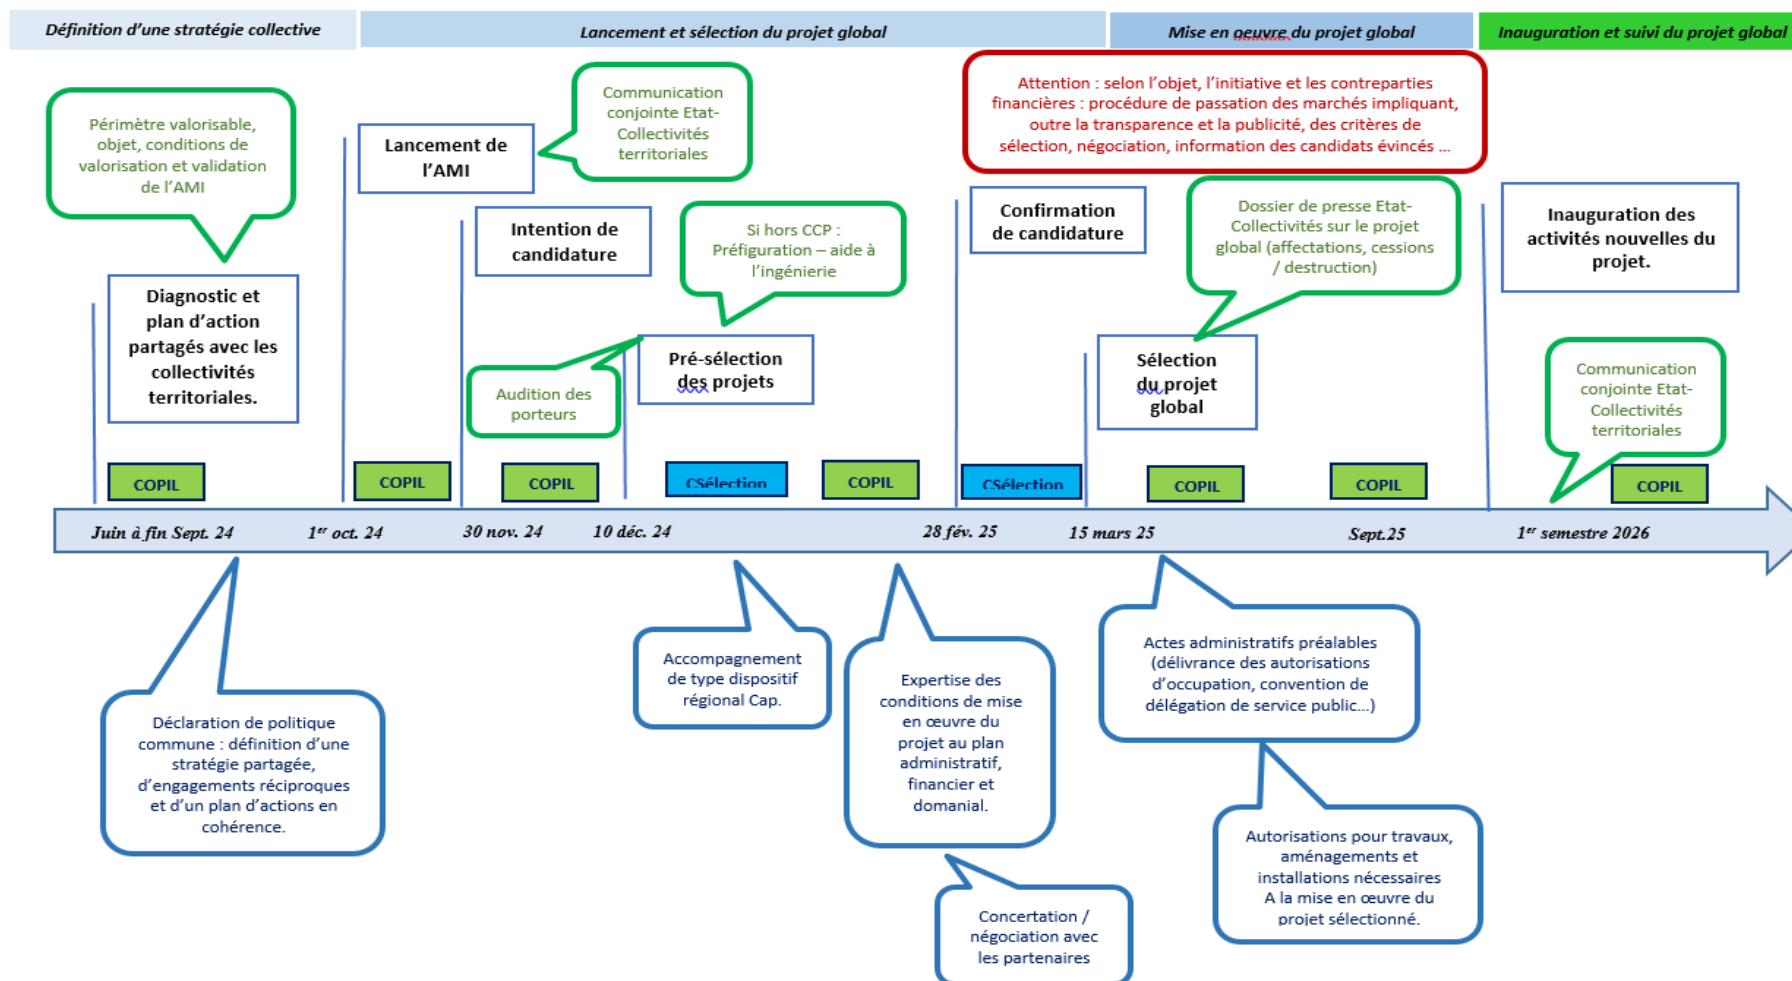 Définition d’une stratégie collective
Lancement et sélection du projet global
Mise en oeuvre du projet global
Inauguration et suivi du projet global
Périmètre valorisable,
objet, conditions de
valorisation et validation
de l’AMI
Lancement de
l’AMI
Communication
conjointe Etat-
Collectivités
territoriales
Attention : selon l’objet, l’initiative et les contreparties
financières : procédure de passation des marchés impliquant,
outre la transparence et la publicité, des critères de
sélection, négociation, information des candidats évincés …
Intention de
candidature
Si hors CCP :
Préfiguration – aide à
l’ingénierie
Confirmation
de candidature
Dossier de presse Etat-
Collectivités sur le projet
global (affectations, cessions
/ destruction)
Inauguration des
activités nouvelles du
projet.
Diagnostic et
plan d’action
partagés avec les
collectivités
territoriales.
Audition des
porteurs
Pré-sélection
des projets
Sélection
du projet
global
Communication
conjointe Etat-
Collectivités
territoriales
COPIL
COPIL
COPIL
CSélection
COPIL
CSélection
COPIL
COPIL
COPIL
Juin à fin Sept. 24
1er oct. 24
30 nov. 24
10 déc. 24
28 fév. 25
15 mars 25
Sept.25
1er semestre 2026
Déclaration de politique
commune : définition d’une
stratégie partagée,
d’engagements réciproques
et d’un plan d’actions en
cohérence.
Accompagnement
de type dispositif
régional Cap.
Expertise des
conditions de mise
en œuvre du
projet au plan
administratif,
financier et
domanial.
Concertation /
négociation avec
les partenaires
Actes administratifs préalables
(délivrance des autorisations
d’occupation, convention de
délégation de service public…)
Autorisations pour travaux,
aménagements et
installations nécessaires
A la mise en œuvre du
projet sélectionné.